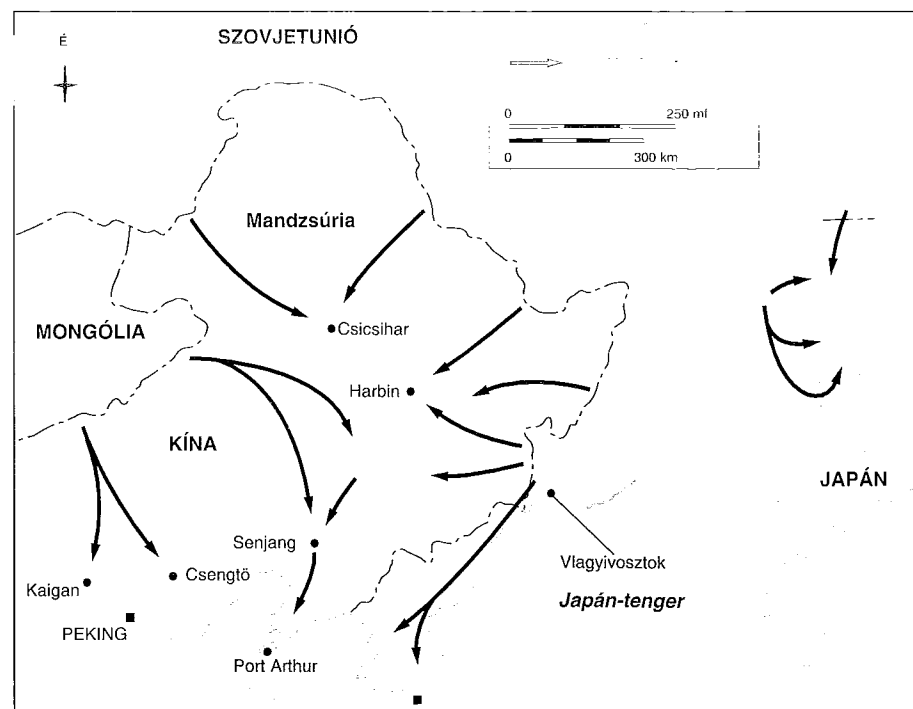 SZOVJETUNIÓ
É
0 250 mf
0 300 km
Mandzsúria
Csicsihar
MONGÓLIA
Harbin
KÍNA
JAPÁN
Senjang
Vlagyivosztok
Csengtö
Kaigan
Japán-tenger
PEKING
Port Arthur